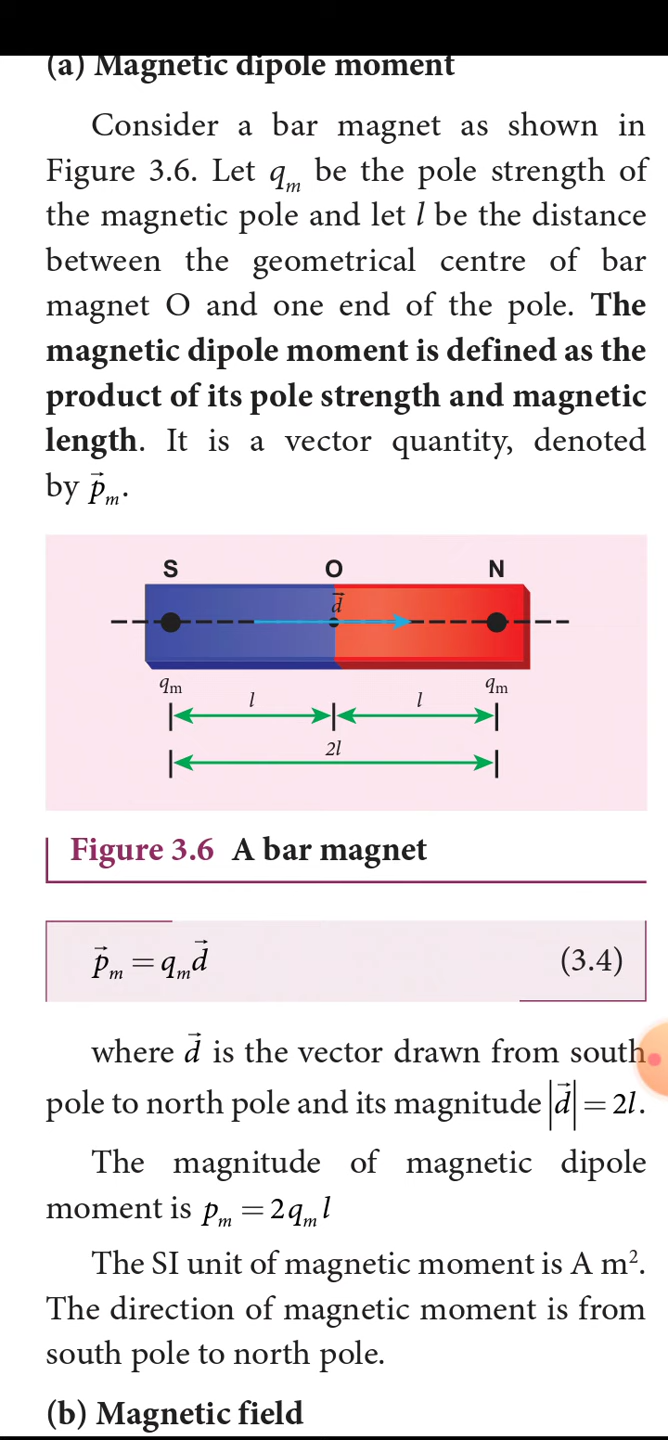 (a) Magnetic dipole moment
Consider a bar magnet as shown in
Figure 3.6. Let qₘ be the pole strength of
the magnetic pole and let l be the distance
between the geometrical centre of bar
magnet O and one end of the pole. The
magnetic dipole moment is defined as the
product of its pole strength and magnetic
length. It is a vector quantity, denoted
by p⃗ₘ.
S O N
d⃗
qₘ qₘ
l l
2l
Figure 3.6 A bar magnet
p⃗ₘ = qₘd⃗ (3.4)
where d⃗ is the vector drawn from south
pole to north pole and its magnitude |d⃗| = 2l.
The magnitude of magnetic dipole
moment is pₘ = 2qₘl
The SI unit of magnetic moment is A m².
The direction of magnetic moment is from
south pole to north pole.
(b) Magnetic field